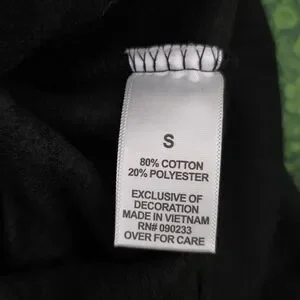 S
80% COTTON
20% POLYESTER
EXCLUSIVE OF
DECORATION
MADE IN VIETNAM
RN# 090233
OVER FOR CARE